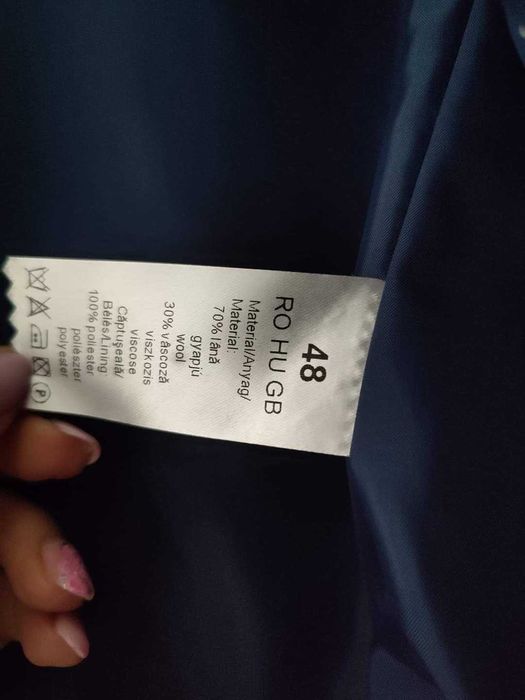 48
RO HU GB
Material/Anyag/
Material:
70% lână
gyapjú
wool
30% vâscoză
viszkózis
viscose
Căptuşeală/
Bélés/Lining:
100% poliester
poliészter
polyester
P